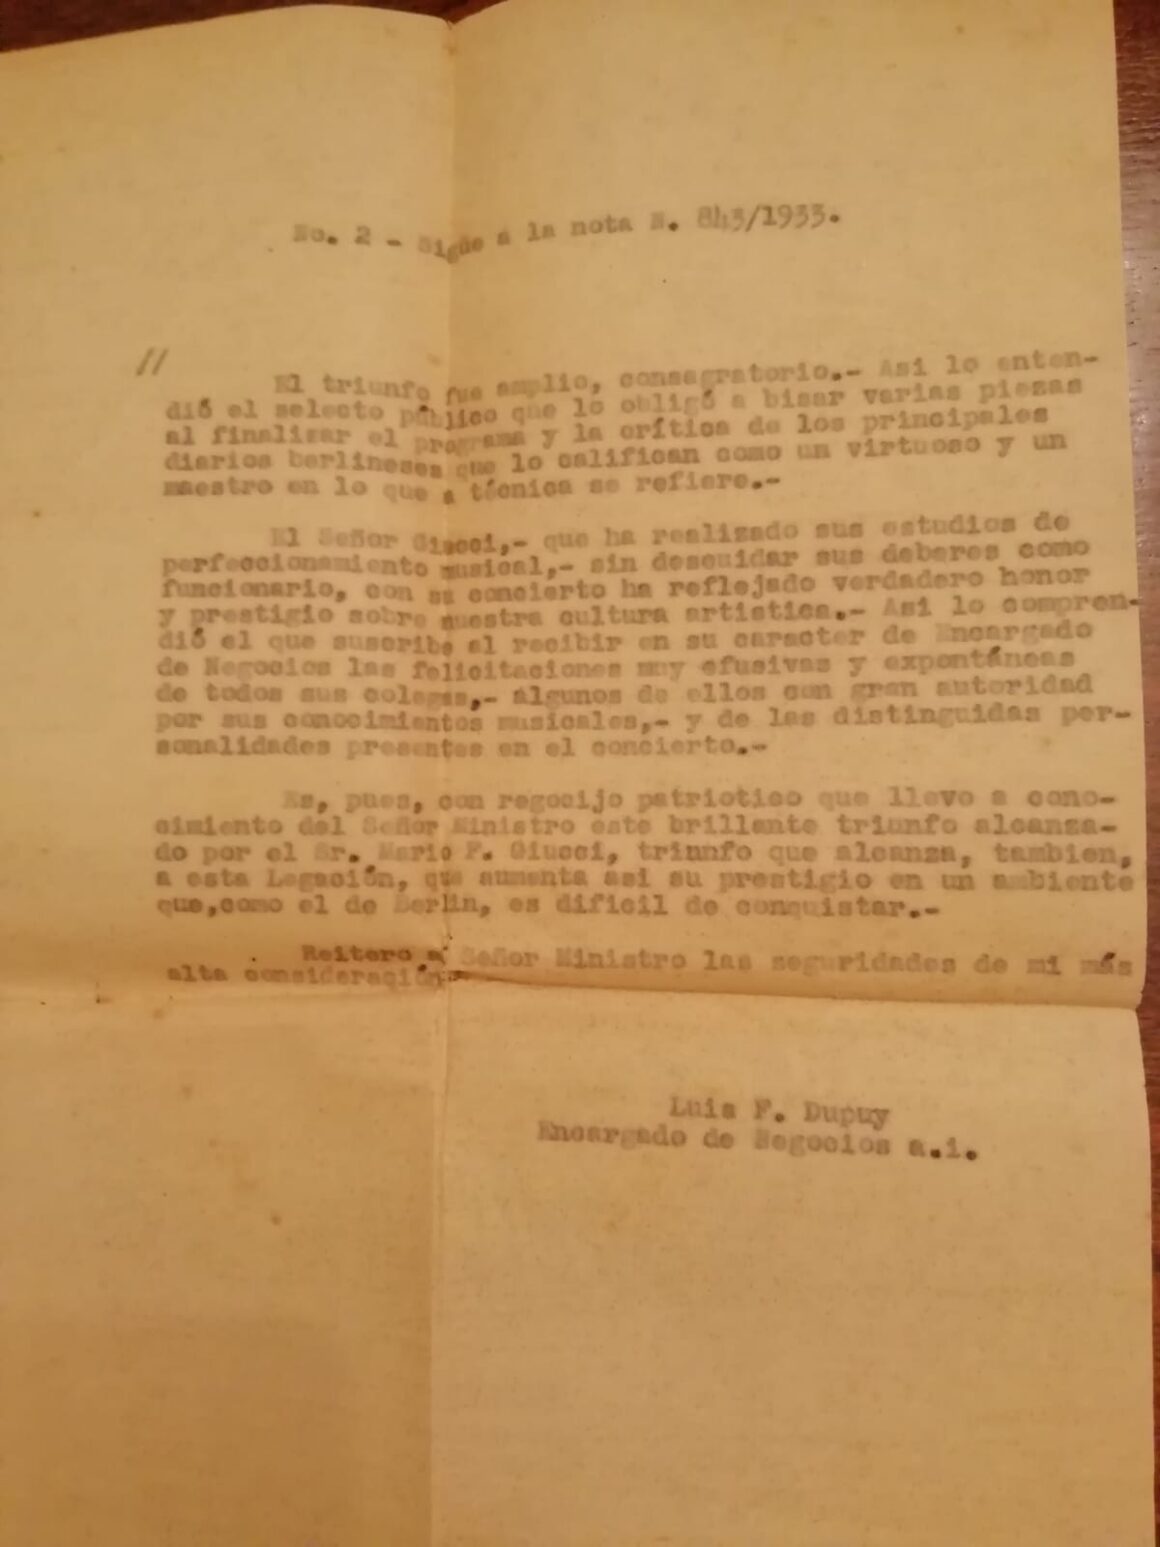 No. 2 - Sigue a la nota N. 843/1933.
"
El triunfo fue amplio, consagratorio.- Asi lo enten-
dió el selecto público que lo obligó a bisar varias piezas
al finalizar el programa y la crítica de los principales
diarios berlineses que lo califican como un virtuoso y un
maestro en lo que a técnica se refiere.-
El Señor Giucci,- que ha realizado sus estudios de
perfeccionamiento musical,- sin descuidar sus deberes como
funcionario, con su concierto ha reflejado verdadero honor
y prestigio sobre nuestra cultura artistica.- Asi lo compren-
dió el que suscribe al recibir en su caracter de Encargado
de Negocios las felicitaciones muy efusivas y expontáneas
de todos sus colegas,- algunos de ellos con gran autoridad
por sus conocimientos musicales,- y de las distinguidas per-
sonalidades presentes en el concierto.-
Es, pues, con regocijo patriotico que llevo a cono-
cimiento del Señor Ministro este brillante triunfo alcanza-
do por el Sr. Mario F. Giucci, triunfo que alcanza, tambien,
a esta Legación, que aumenta asi su prestigio en un ambiente
que,como el de Berlin, es dificil de conquistar.-
Reitero al Señor Ministro las seguridades de mi más
alta consideración
Luis F. Dupuy
Encargado de Negocios a.i.